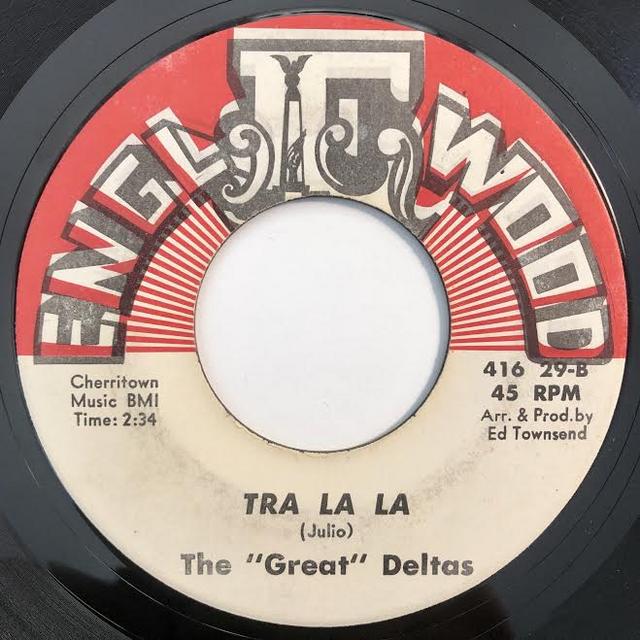 ENGLEWOOD
Cherritown
Music BMI
Time: 2:34
416 29-B
45 RPM
Arr. & Prod.by
Ed Townsend
TRA LA LA
(Julio)
The "Great" Deltas